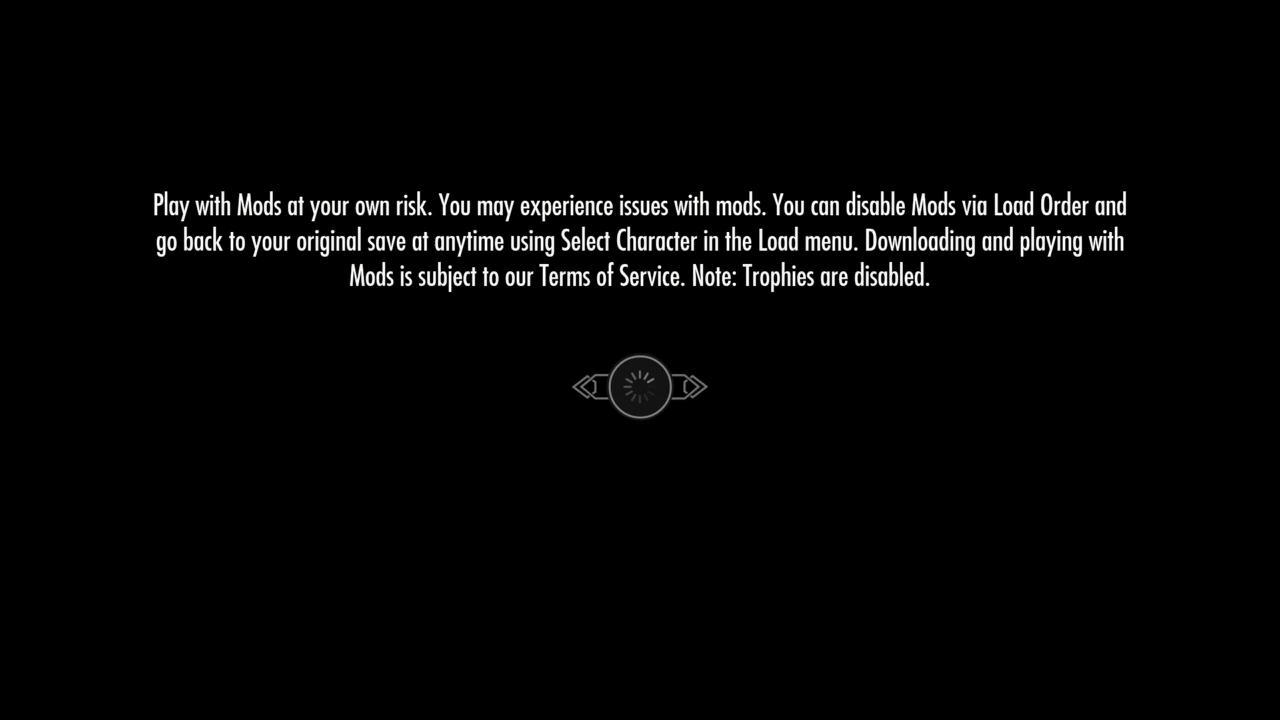 Play with Mods at your own risk. You may experience issues with mods. You can disable Mods via Load Order and
go back to your original save at anytime using Select Character in the Load menu. Downloading and playing with
Mods is subject to our Terms of Service. Note: Trophies are disabled.